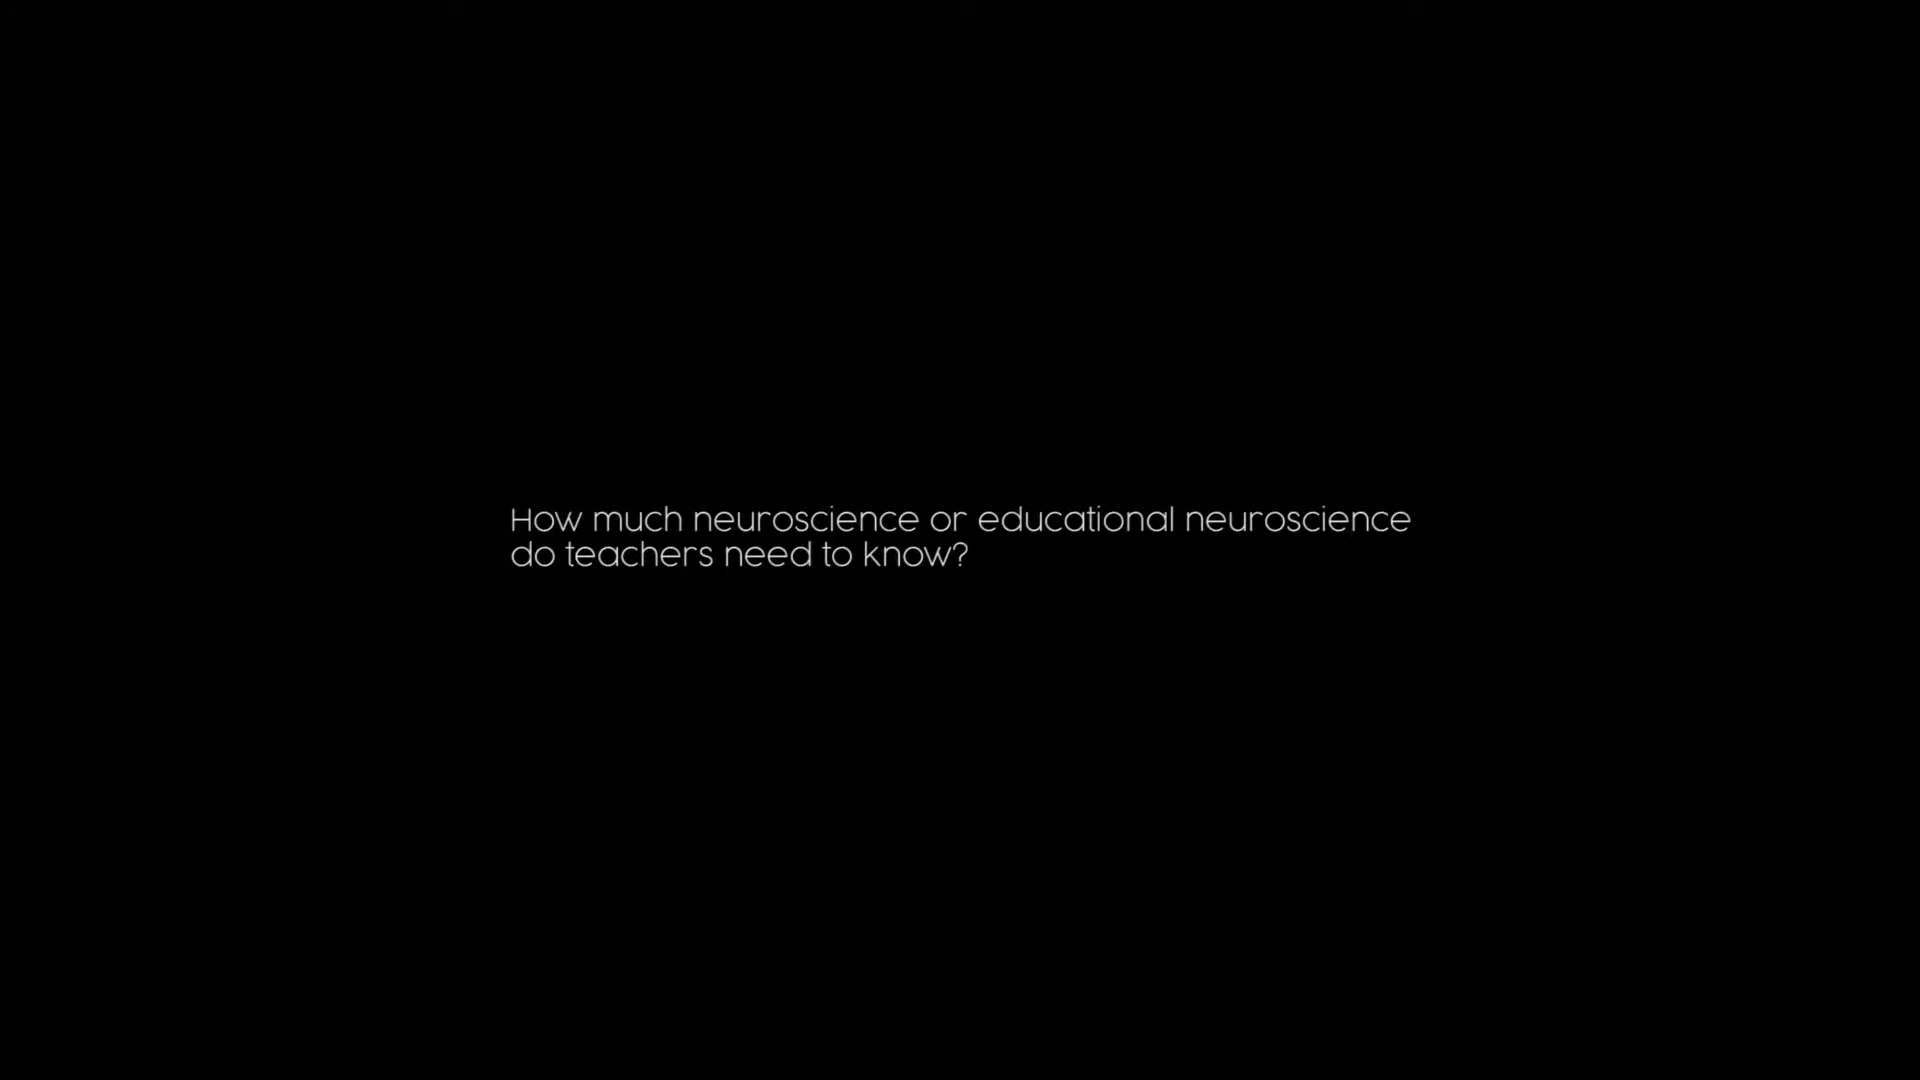 How much neuroscience or educational neuroscience
do teachers need to know?